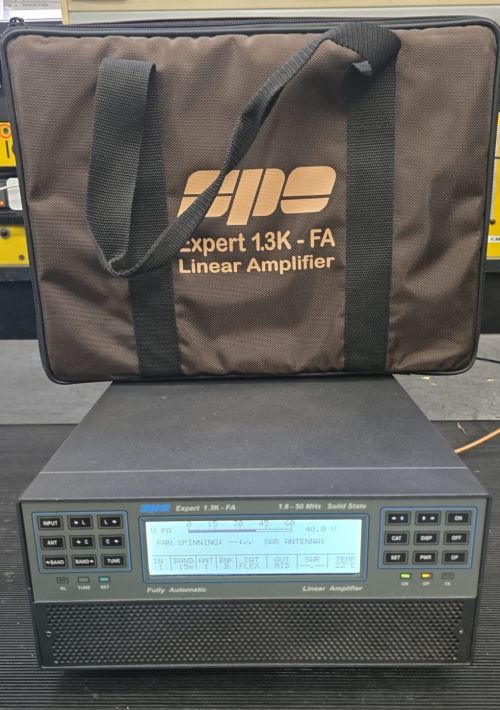 spe
Expert 1.3K - FA
Linear Amplifier
spe Expert 1.3K - FA 1.8 - 50 MHz Solid State
INPUT ◄ L L ►
ANT ◄ C C ►
◄BAND BAND► TUNE
AL TUNE SET
0 15 30 45 60
V PA 40.0 V
FAN SPINNING: SWR ANTENNA:
IN BAND ANT BNK CAT OUT SWR TEMP
1 15m 1 B FLEX MID --.-- 22°C
ON
CAT DISP OFF
SET PWR OP
ON OP TX
Fully Automatic Linear Amplifier